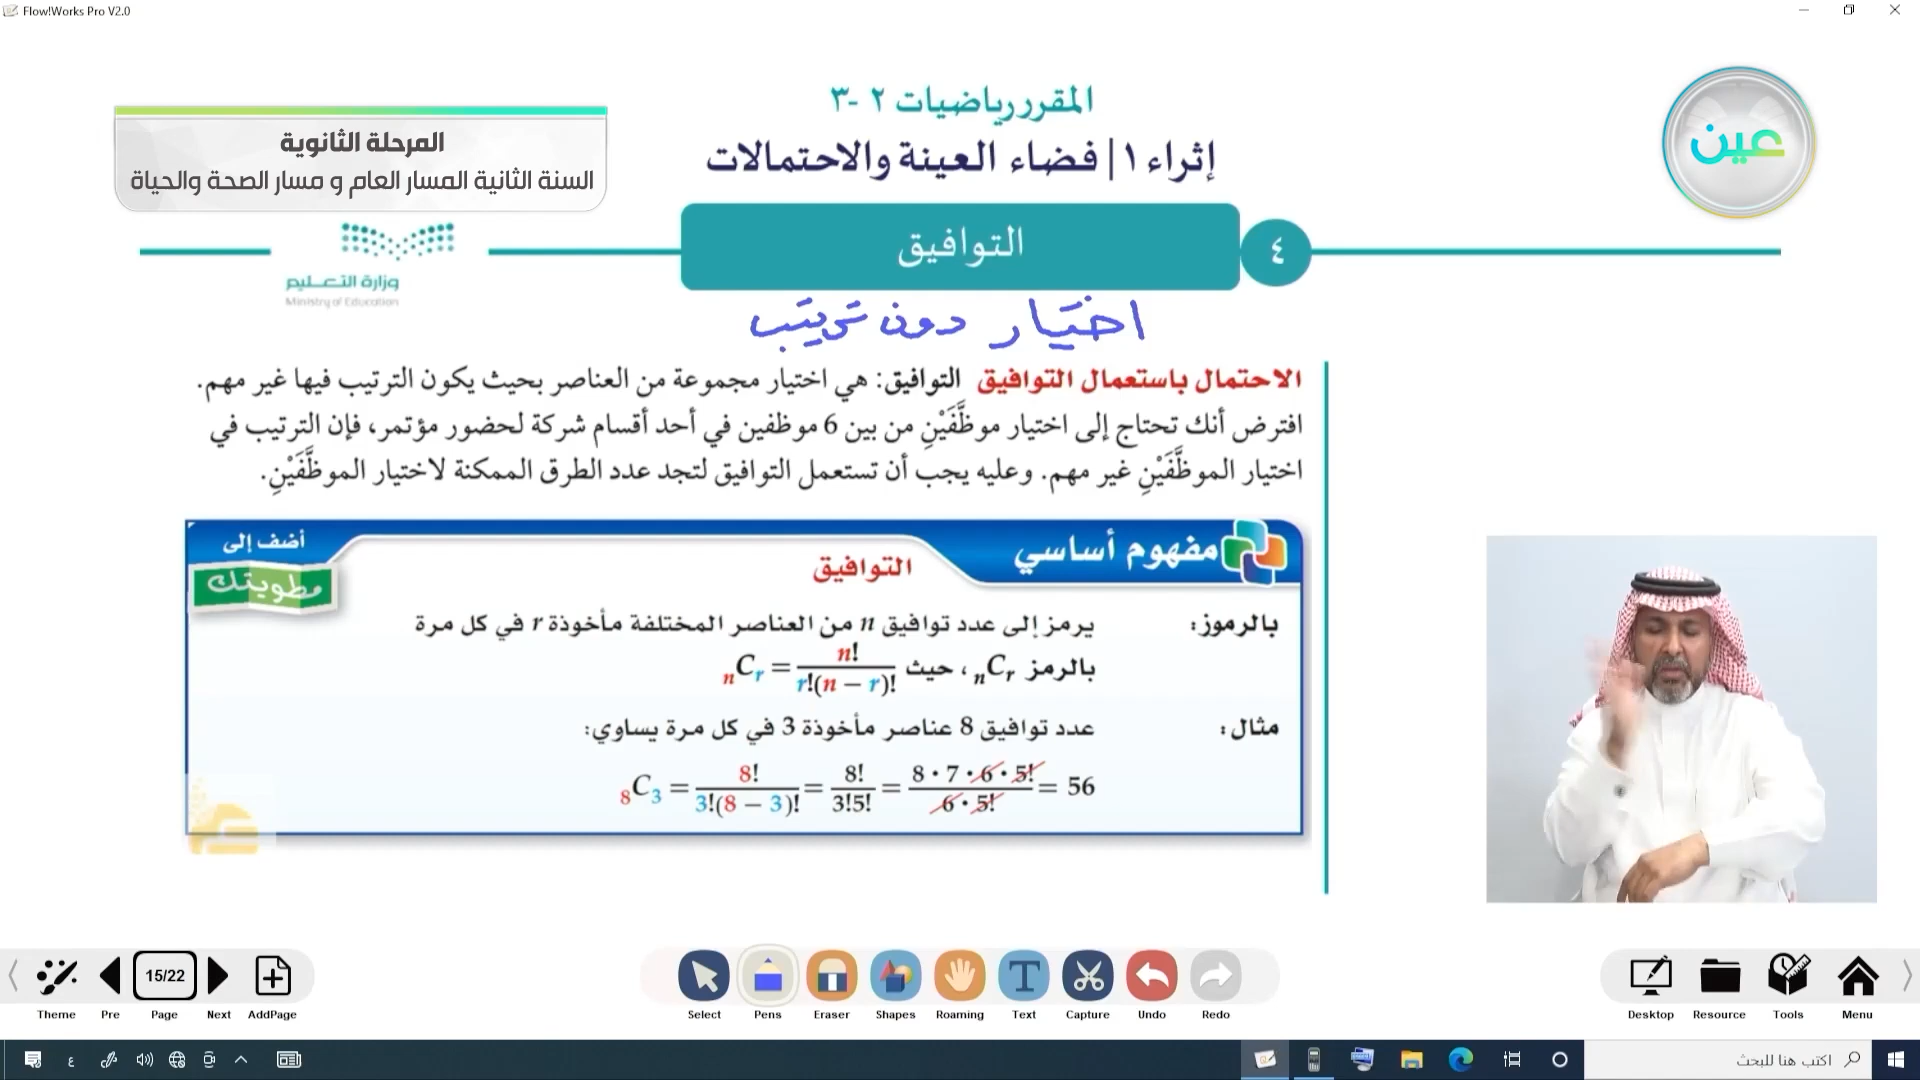 Flow!Works Pro V2.0
المقرر رياضيات ٢ -٣
إثراء ١ | فضاء العينة والاحتمالات
المرحلة الثانوية
السنة الثانية المسار العام و مسار الصحة والحياة
عين
وزارة التعليم
Ministry of Education
٤
التوافيق
اختيار دون ترتيب
الاحتمال باستعمال التوافيق التوافيق: هي اختيار مجموعة من العناصر بحيث يكون الترتيب فيها غير مهم.
افترض أنك تحتاج إلى اختيار موظَّفَيْنِ من بين 6 موظفين في أحد أقسام شركة لحضور مؤتمر، فإن الترتيب في
اختيار الموظَّفَيْنِ غير مهم. وعليه يجب أن تستعمل التوافيق لتجد عدد الطرق الممكنة لاختيار الموظَّفَيْنِ.
مفهوم أساسي
التوافيق
أضف إلى
مطويتك
بالرموز: يرمز إلى عدد توافيق n من العناصر المختلفة مأخوذة r في كل مرة
بالرمز nCr ، حيث nCr = n! / r!(n − r)!
مثال: عدد توافيق 8 عناصر مأخوذة 3 في كل مرة يساوي:
8C3 = 8! / 3!(8 − 3)! = 8! / 3!5! = 8 · 7 · 6 · 5! / 6 · 5! = 56
15/22
Theme Pre Page Next AddPage
Select Pens Eraser Shapes Roaming Text Capture Undo Redo
Desktop Resource Tools Menu
ع
اكتب هنا للبحث